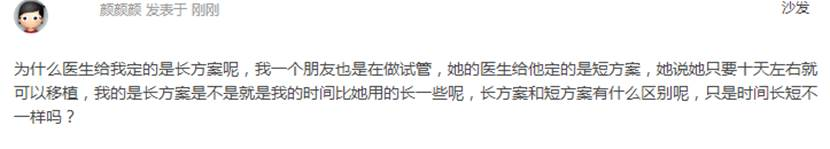 颜颜颜 发表于 刚刚
沙发
为什么医生给我定的是长方案呢，我一个朋友也是在做试管，她的医生给他定的是短方案，她说她只要十天左右就
可以移植，我的是长方案是不是就是我的时间比她用的长一些呢，长方案和短方案有什么区别呢，只是时间长短不
一样吗？